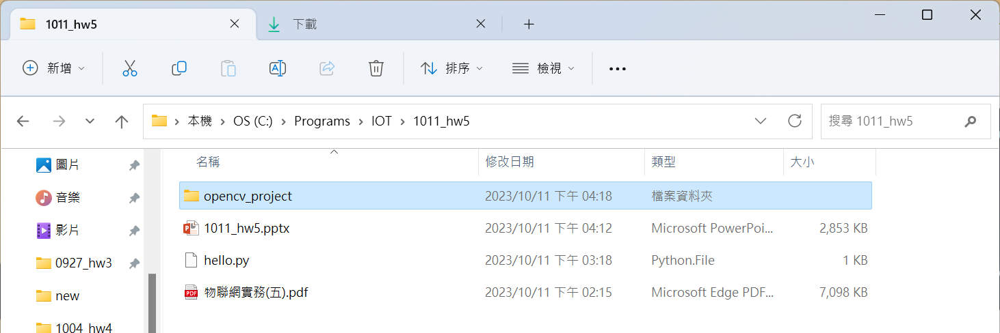 1011_hw5 下載
新增 排序 檢視
本機 OS (C:) Programs IOT 1011_hw5 搜尋 1011_hw5
圖片
音樂
影片
0927_hw3
new
1004_hw4
名稱 修改日期 類型 大小
opencv_project 2023/10/11 下午 04:18 檔案資料夾
1011_hw5.pptx 2023/10/11 下午 04:12 Microsoft PowerPoi... 2,853 KB
hello.py 2023/10/11 下午 03:18 Python.File 1 KB
PDF 物聯網實務(五).pdf 2023/10/11 下午 02:15 Microsoft Edge PDF... 7,098 KB